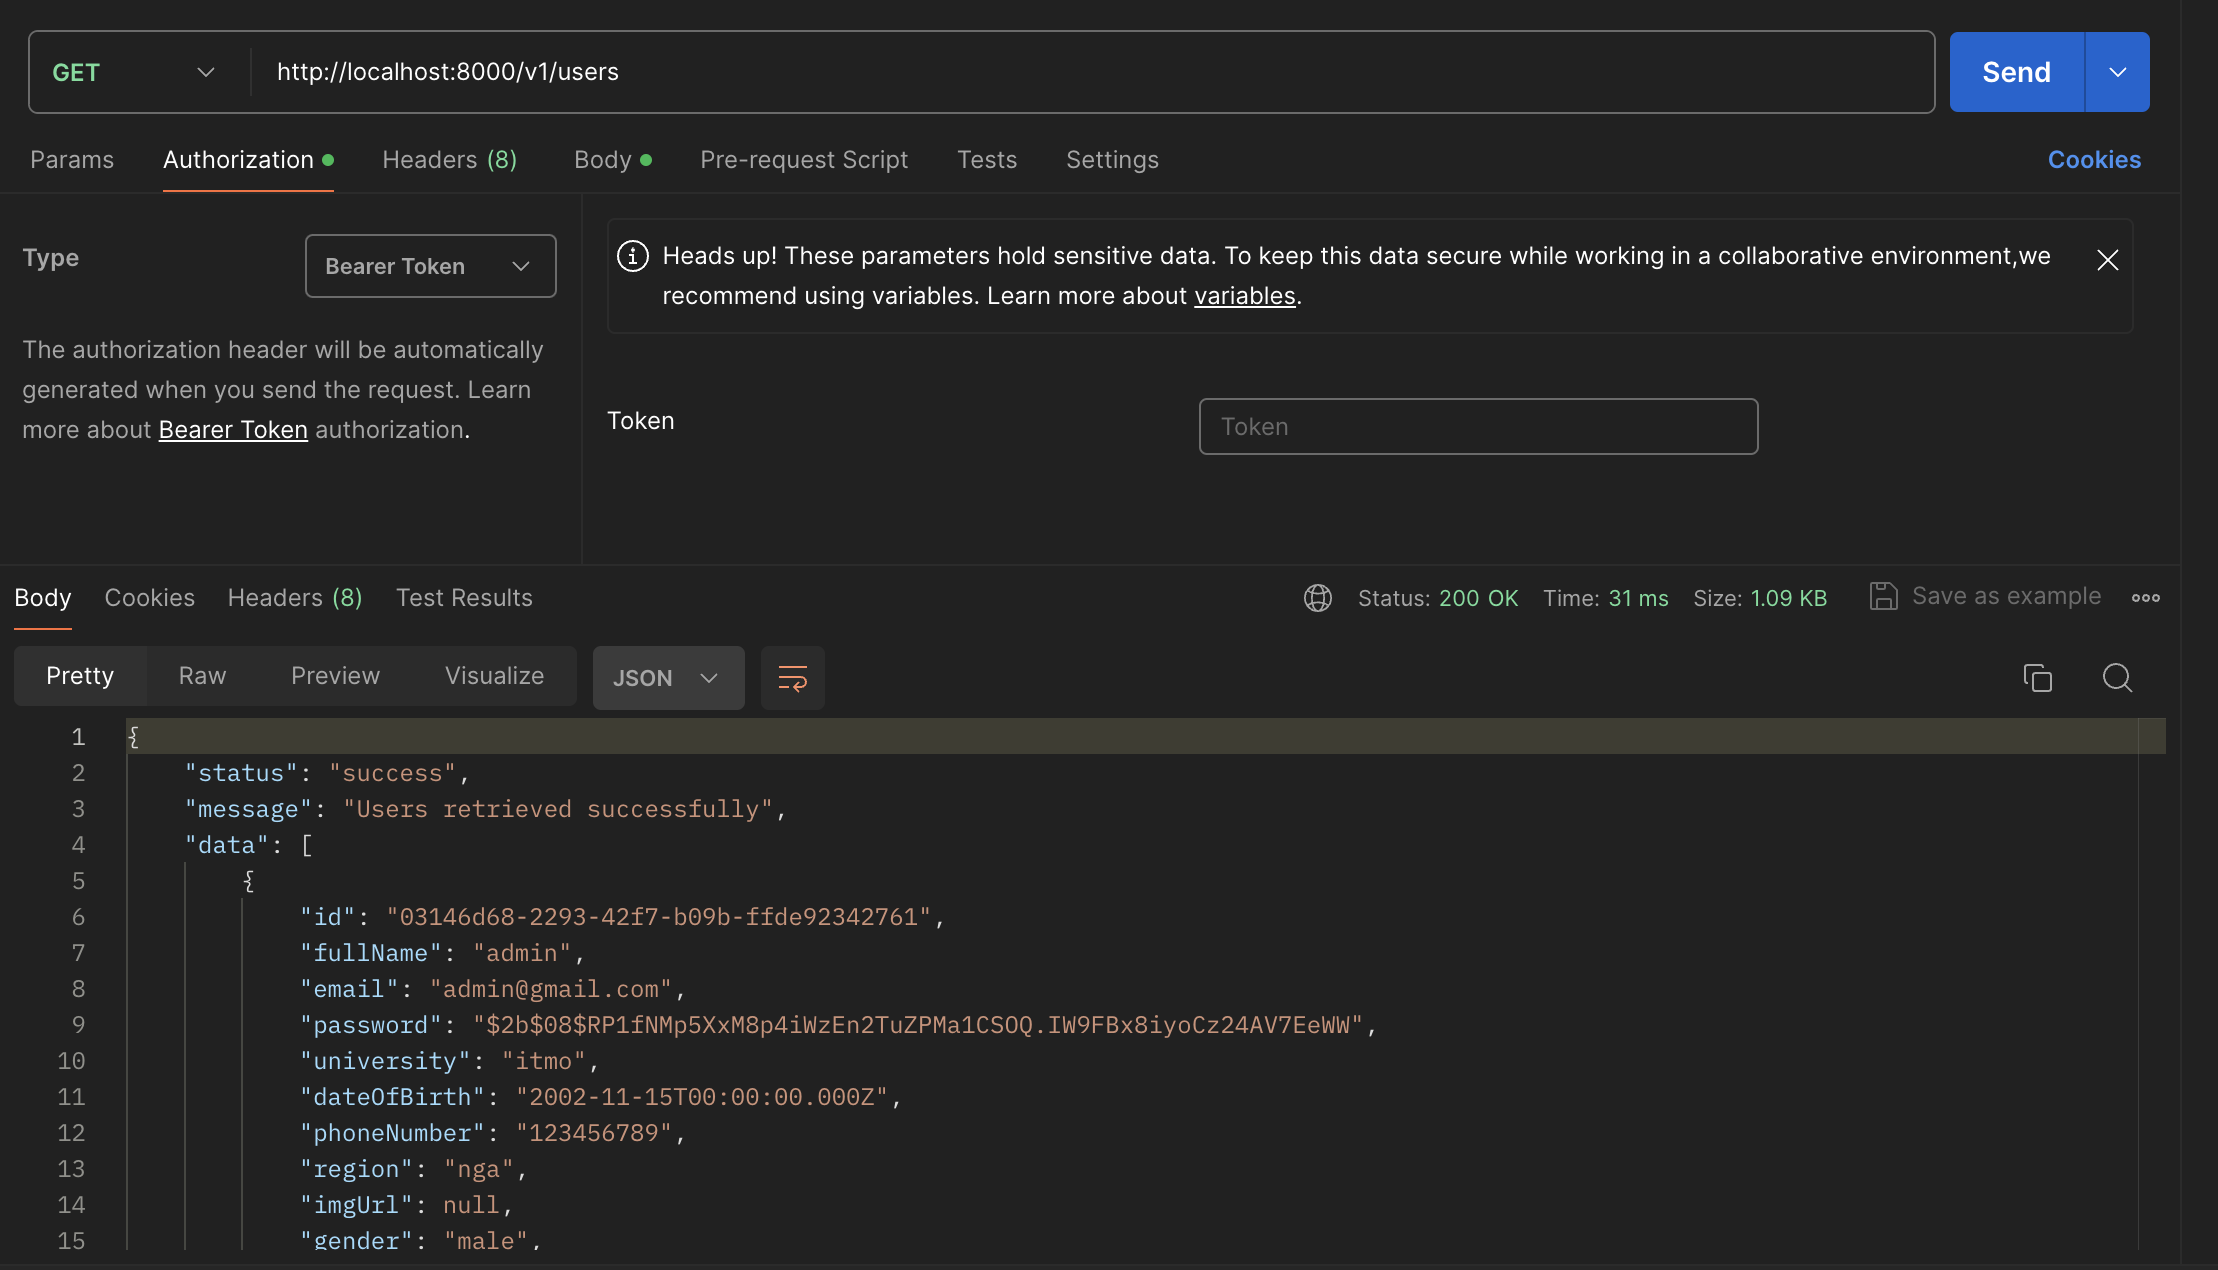 GET http://localhost:8000/v1/users Send
Params Authorization Headers (8) Body Pre-request Script Tests Settings Cookies
Type Bearer Token
The authorization header will be automatically
generated when you send the request. Learn
more about Bearer Token authorization.
Heads up! These parameters hold sensitive data. To keep this data secure while working in a collaborative environment,we
recommend using variables. Learn more about variables.
Token Token
Body Cookies Headers (8) Test Results Status: 200 OK Time: 31 ms Size: 1.09 KB Save as example
Pretty Raw Preview Visualize JSON
1 {
2 "status": "success",
3 "message": "Users retrieved successfully",
4 "data": [
5 {
6 "id": "03146d68-2293-42f7-b09b-ffde92342761",
7 "fullName": "admin",
8 "email": "admin@gmail.com",
9 "password": "$2b$08$RP1fNMp5XxM8p4iWzEn2TuZPMa1CSOQ.IW9FBx8iyoCz24AV7EeWW",
10 "university": "itmo",
11 "dateOfBirth": "2002-11-15T00:00:00.000Z",
12 "phoneNumber": "123456789",
13 "region": "nga",
14 "imgUrl": null,
15 "gender": "male",